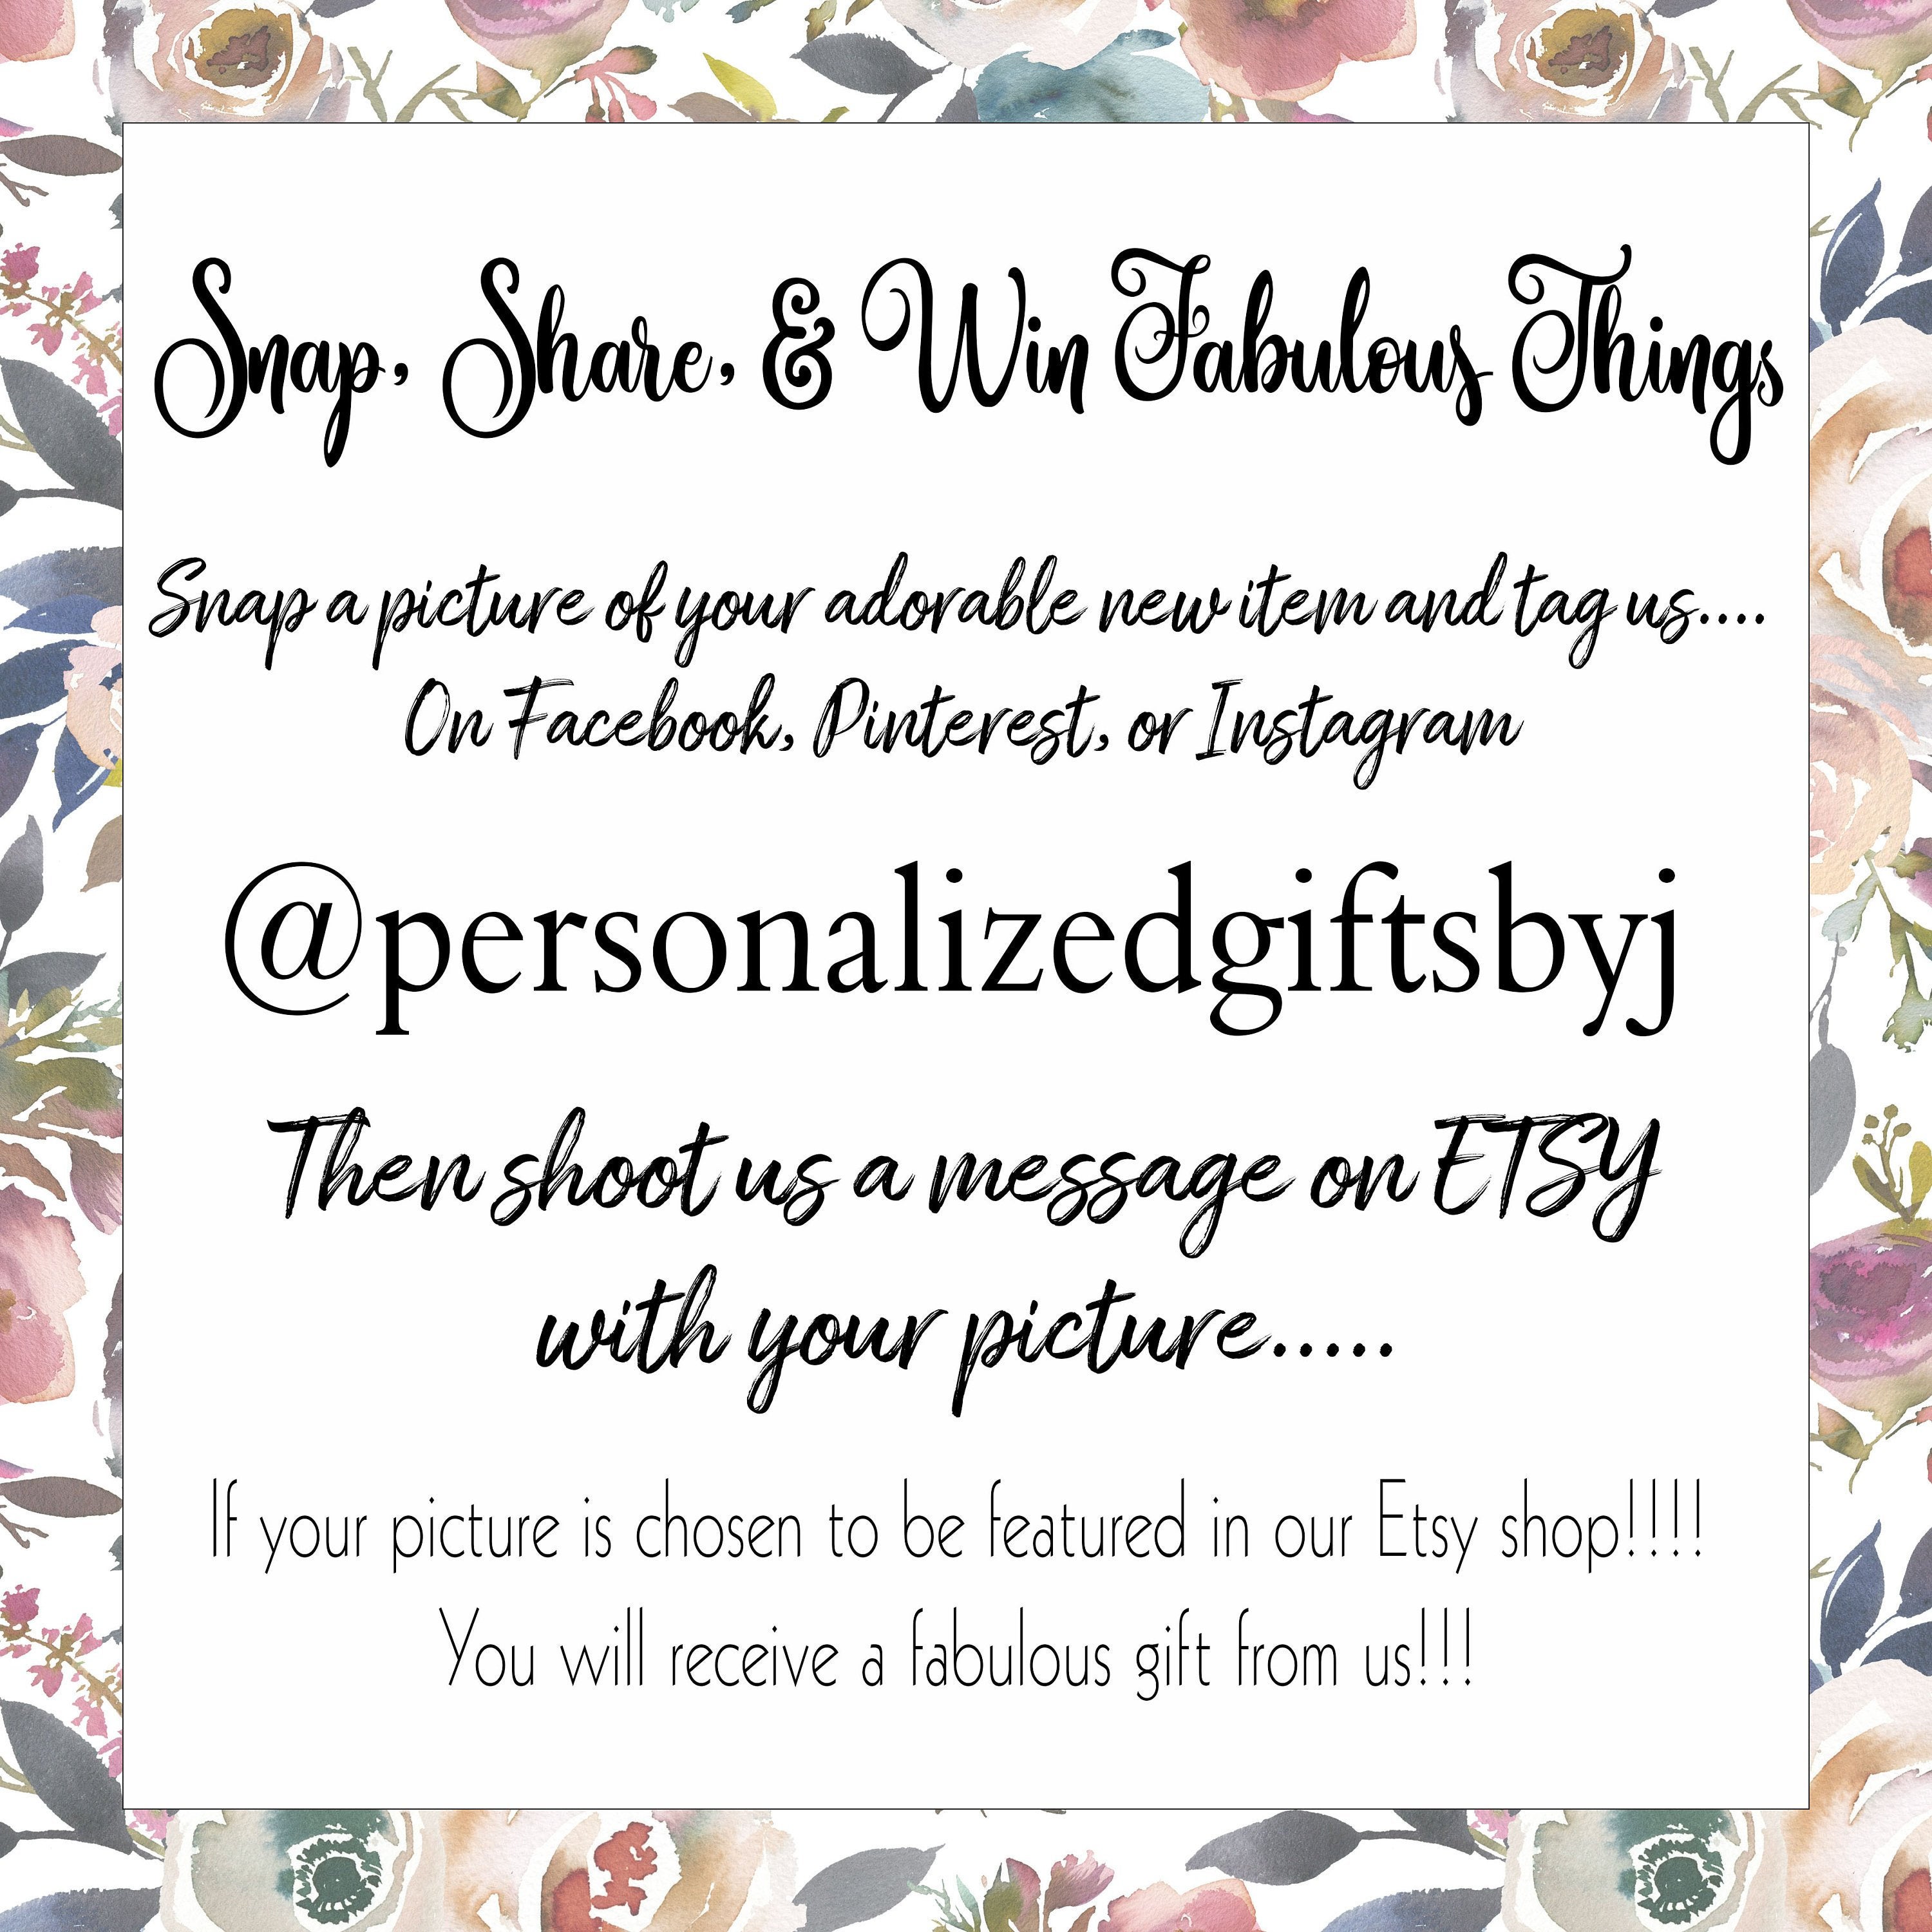 Snap, Share, & Win Fabulous Things
Snap a picture of your adorable new item and tag us....
On Facebook, Pinterest, or Instagram
@personalizedgiftsbyj
Then shoot us a message on ETSY
with your picture.....
If your picture is chosen to be featured in our Etsy shop!!!!
You will receive a fabulous gift from us!!!